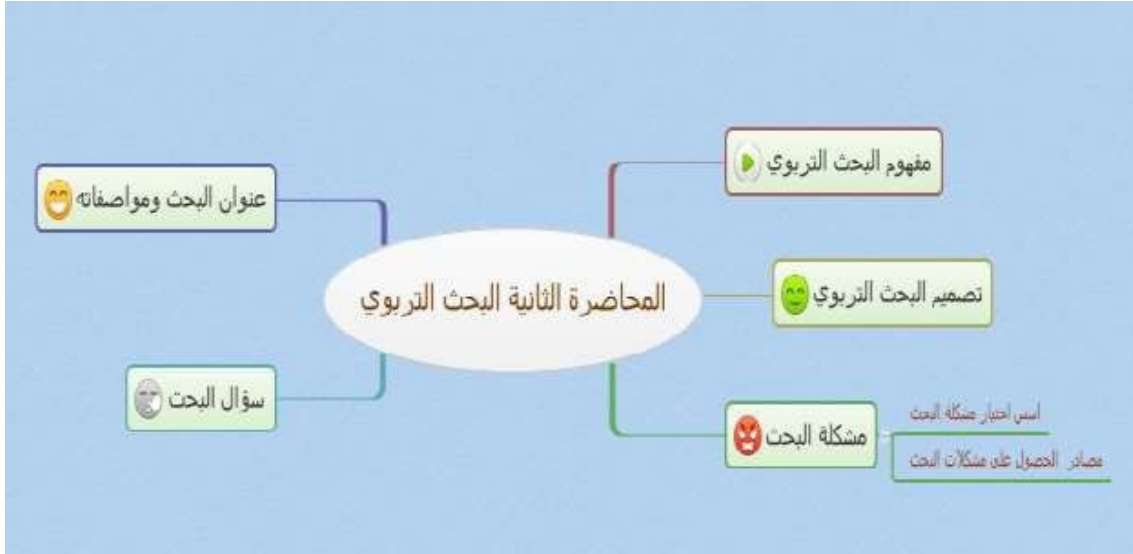 المحاضرة الثانية البحث التربوي
مفهوم البحث التربوي
تصميم البحث التربوي
مشكلة البحث
اسس اختيار مشكلة البحث
مصادر الحصول على مشكلات البحث
عنوان البحث ومواصفاته
سؤال البحث